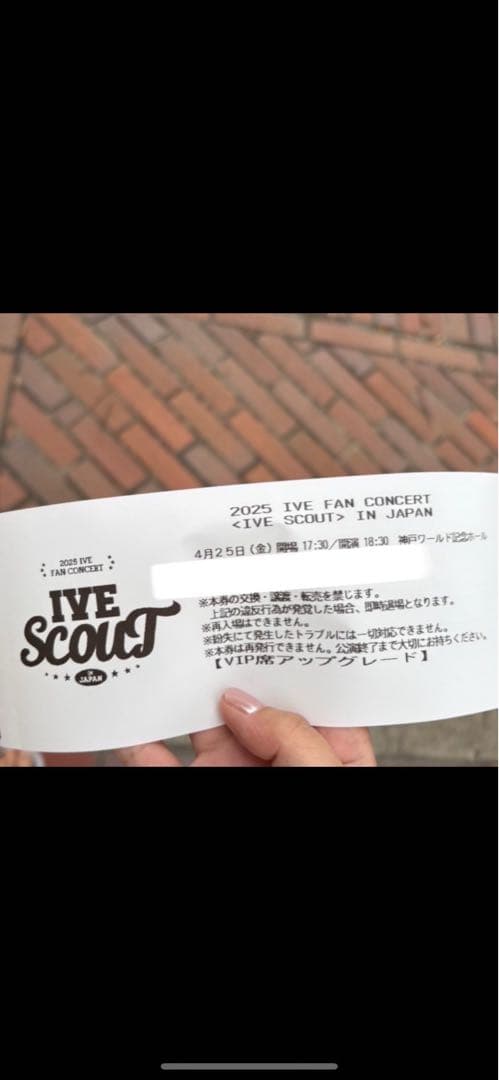 2025 IVE
FAN CONCERT
IVE
SCOUT
IN
JAPAN
2025 IVE FAN CONCERT
<IVE SCOUT> IN JAPAN
4月25日(金) 開場 17:30/開演 18:30 神戸ワールド記念ホール
※本券の交換・譲渡・転売を禁じます。
上記の違反行為が発覚した場合、即時退場となります。
※再入場はできません。
※紛失にて発生したトラブルには一切対応できません。
※本券は再発行できません。公演終了まで大切にお持ちください。
【VIP席アップグレード】